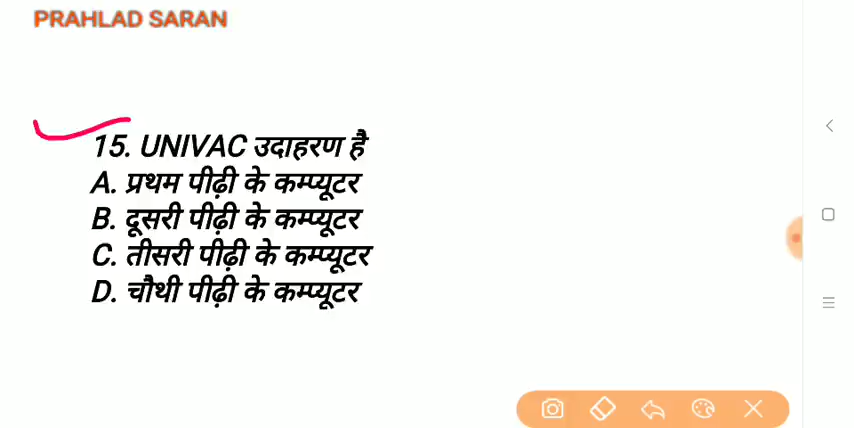 PRAHLAD SARAN
15. UNIVAC उदाहरण है
A. प्रथम पीढ़ी के कम्प्यूटर
B. दूसरी पीढ़ी के कम्प्यूटर
C. तीसरी पीढ़ी के कम्प्यूटर
D. चौथी पीढ़ी के कम्प्यूटर